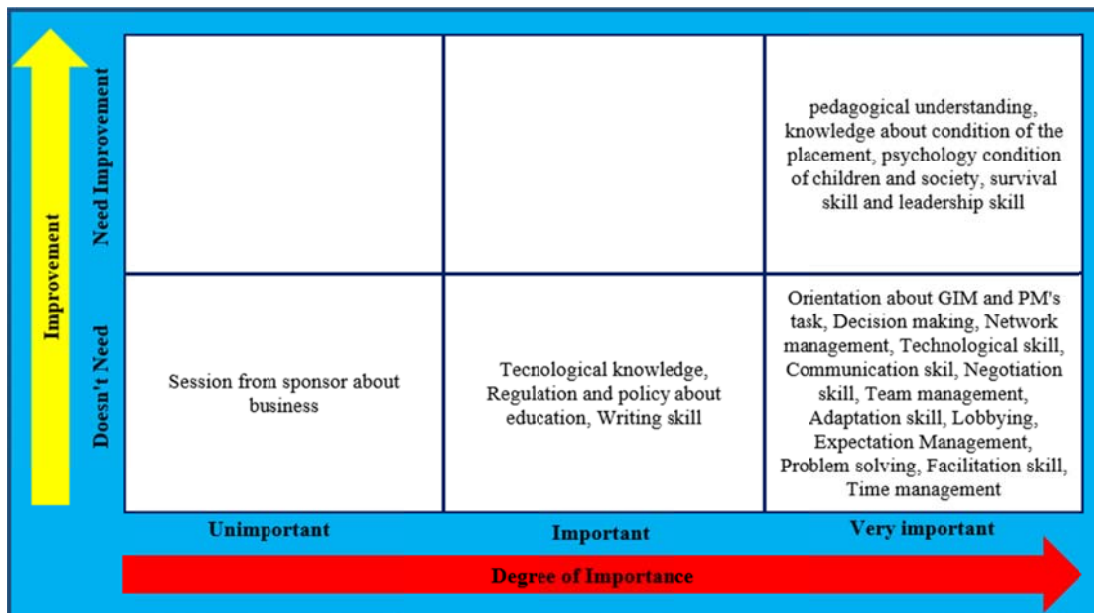 Improvement
Need Improvement
pedagogical understanding,
knowledge about condition of the
placement, psychology condition
of children and society, survival
skill and leadership skill
Doesn't Need
Session from sponsor about
business
Tecnological knowledge,
Regulation and policy about
education, Writing skill
Orientation about GIM and PM's
task, Decision making, Network
management, Technological skill,
Communication skil, Negotiation
skill, Team management,
Adaptation skill, Lobbying,
Expectation Management,
Problem solving, Facilitation skill,
Time management
Unimportant
Important
Very important
Degree of Importance